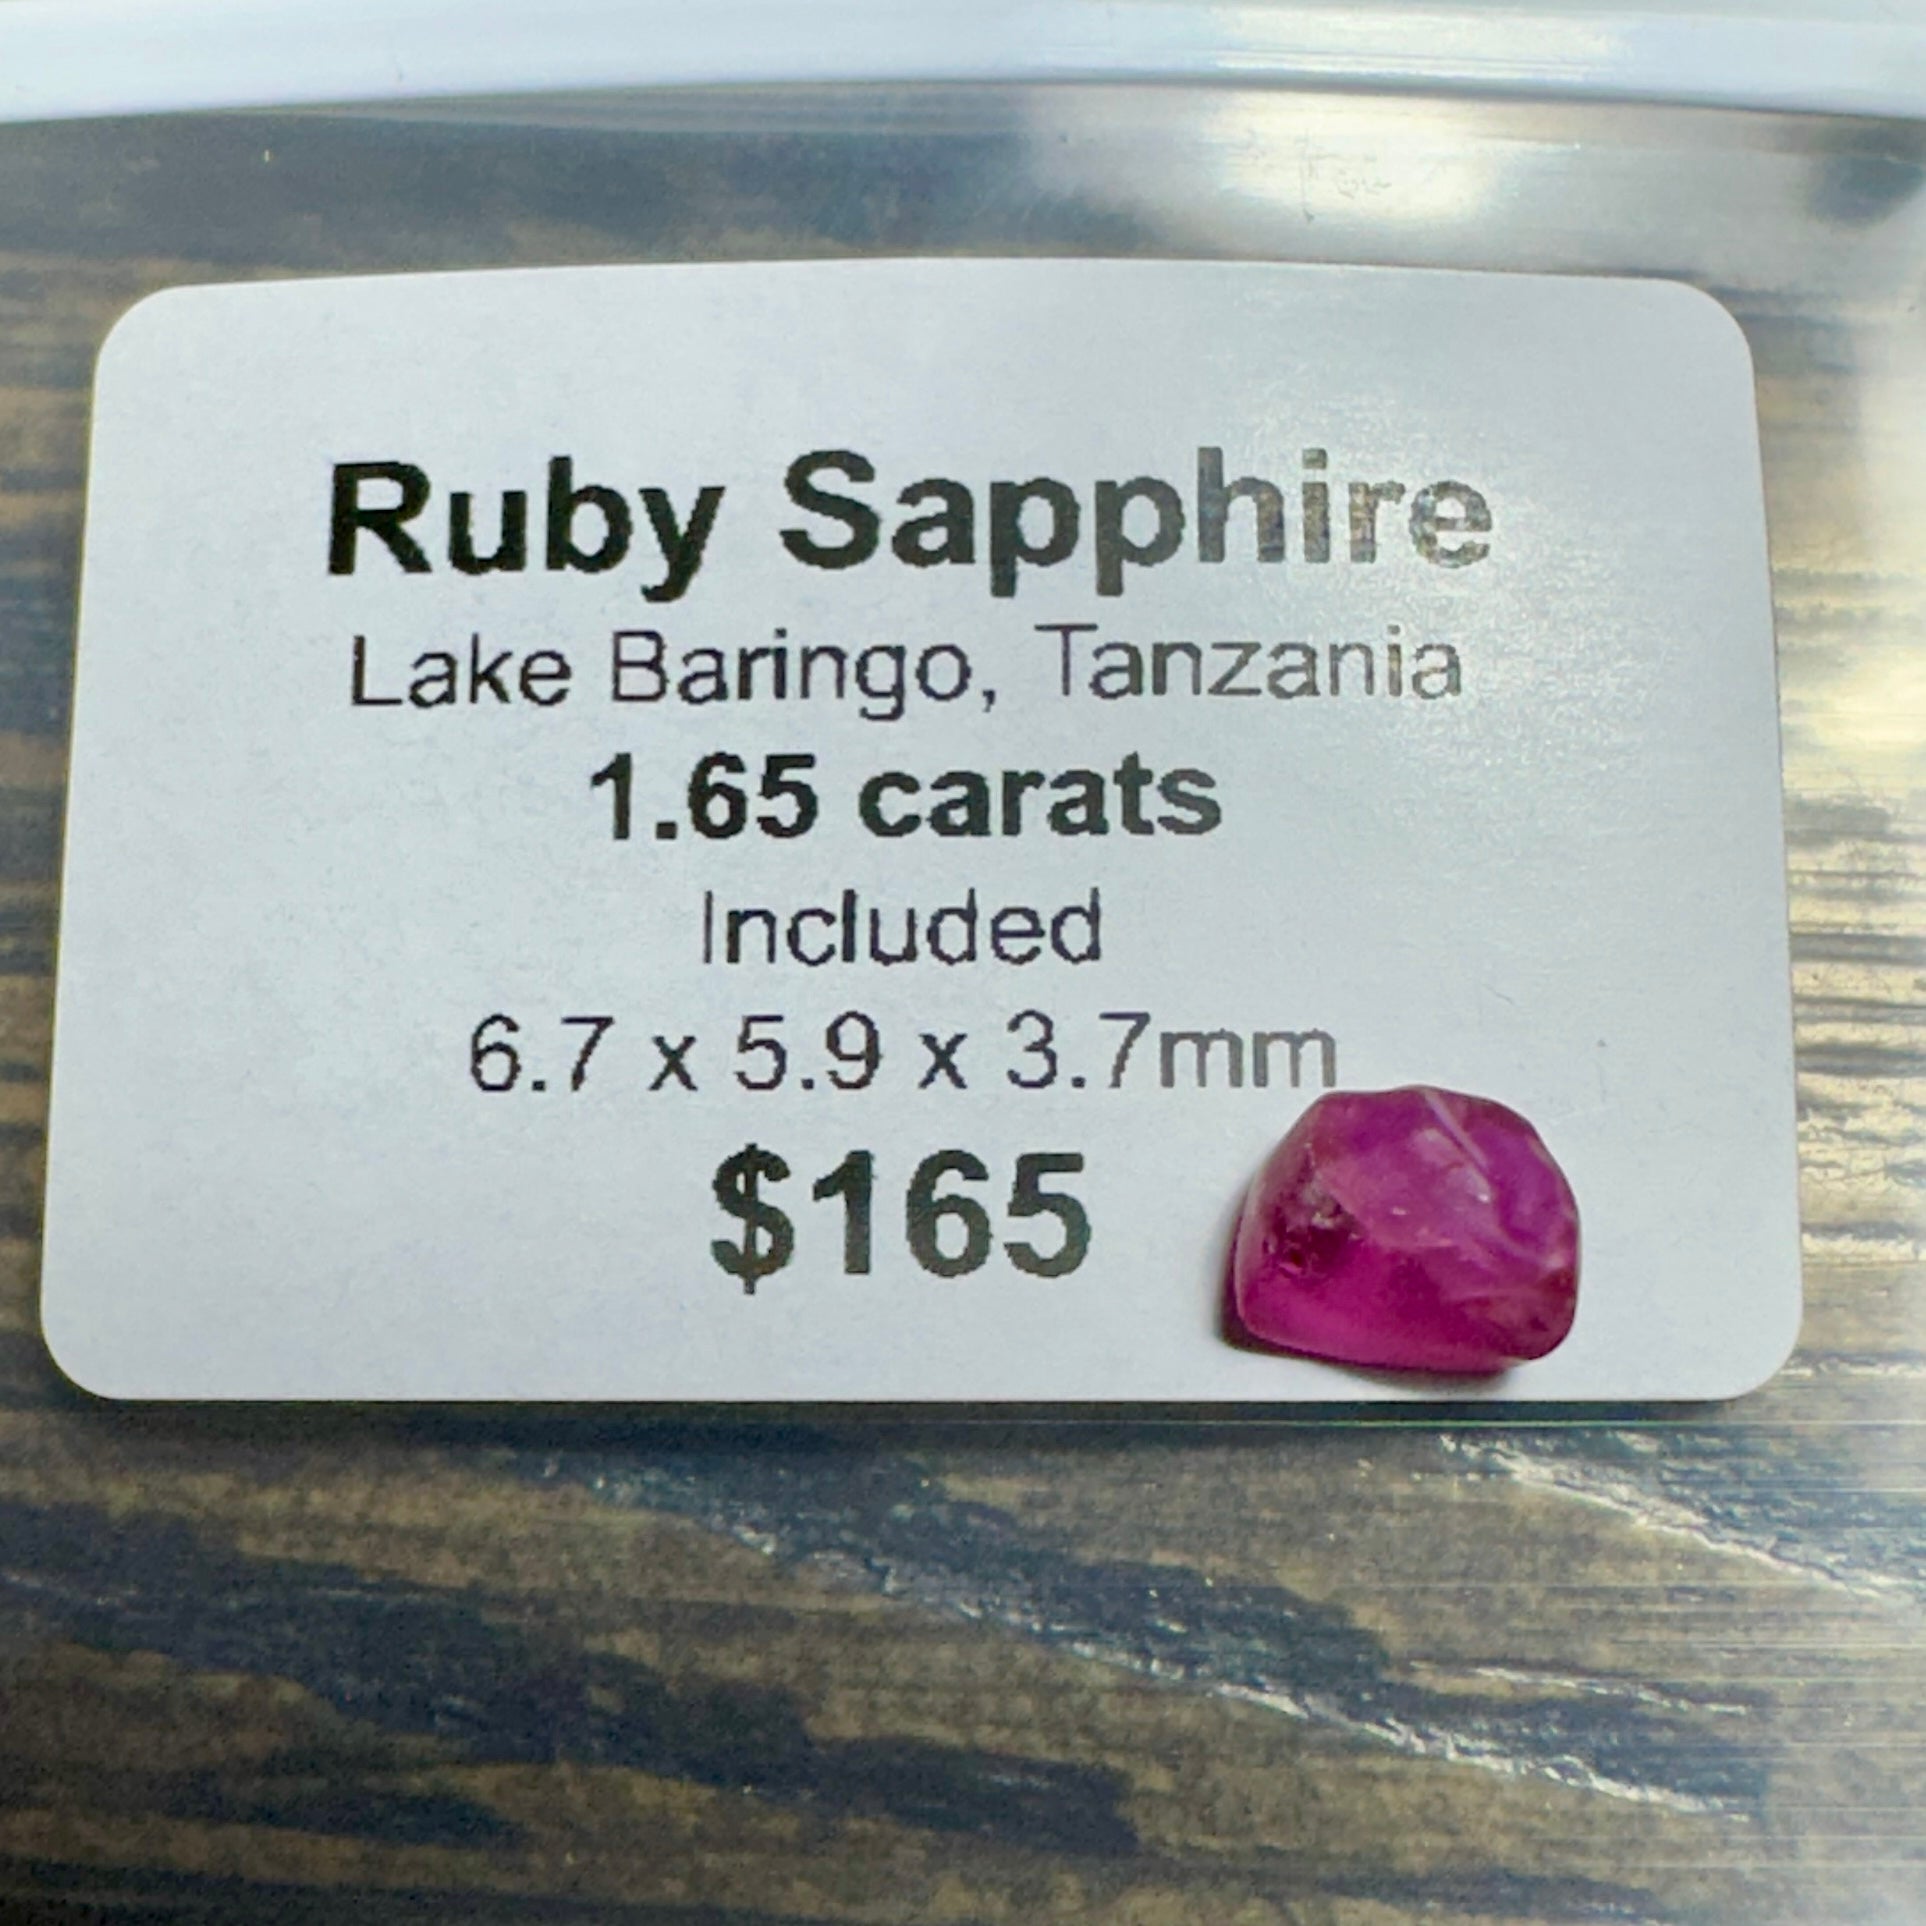 Ruby Sapphire
Lake Baringo, Tanzania
1.65 carats
Included
6.7 x 5.9 x 3.7mm
$165